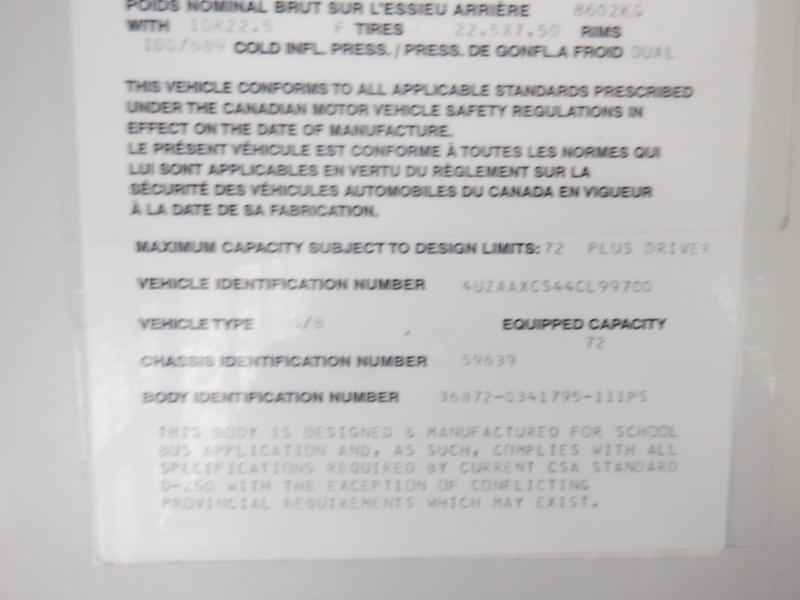 POIDS NOMINAL BRUT SUR L'ESSIEU ARRIÈRE 8602KG
WITH 10R22.5 F TIRES 22.5X7.50 RIMS
100/689 COLD INFL. PRESS./PRESS. DE GONFL.A FROID DUAL
THIS VEHICLE CONFORMS TO ALL APPLICABLE STANDARDS PRESCRIBED
UNDER THE CANADIAN MOTOR VEHICLE SAFETY REGULATIONS IN
EFFECT ON THE DATE OF MANUFACTURE.
LE PRÉSENT VÉHICULE EST CONFORME À TOUTES LES NORMES QUI
LUI SONT APPLICABLES EN VERTU DU RÈGLEMENT SUR LA
SÉCURITÉ DES VÉHICULES AUTOMOBILES DU CANADA EN VIGUEUR
À LA DATE DE SA FABRICATION.
MAXIMUM CAPACITY SUBJECT TO DESIGN LIMITS: 72 PLUS DRIVER
VEHICLE IDENTIFICATION NUMBER 4UZAAXCS44CL99700
VEHICLE TYPE S/B EQUIPPED CAPACITY
72
CHASSIS IDENTIFICATION NUMBER 59639
BODY IDENTIFICATION NUMBER 36872-0341795-111PS
THIS BODY IS DESIGNED & MANUFACTURED FOR SCHOOL
BUS APPLICATION AND, AS SUCH, COMPLIES WITH ALL
SPECIFICATIONS REQUIRED BY CURRENT CSA STANDARD
D-250 WITH THE EXCEPTION OF CONFLICTING
PROVINCIAL REQUIREMENTS WHICH MAY EXIST.